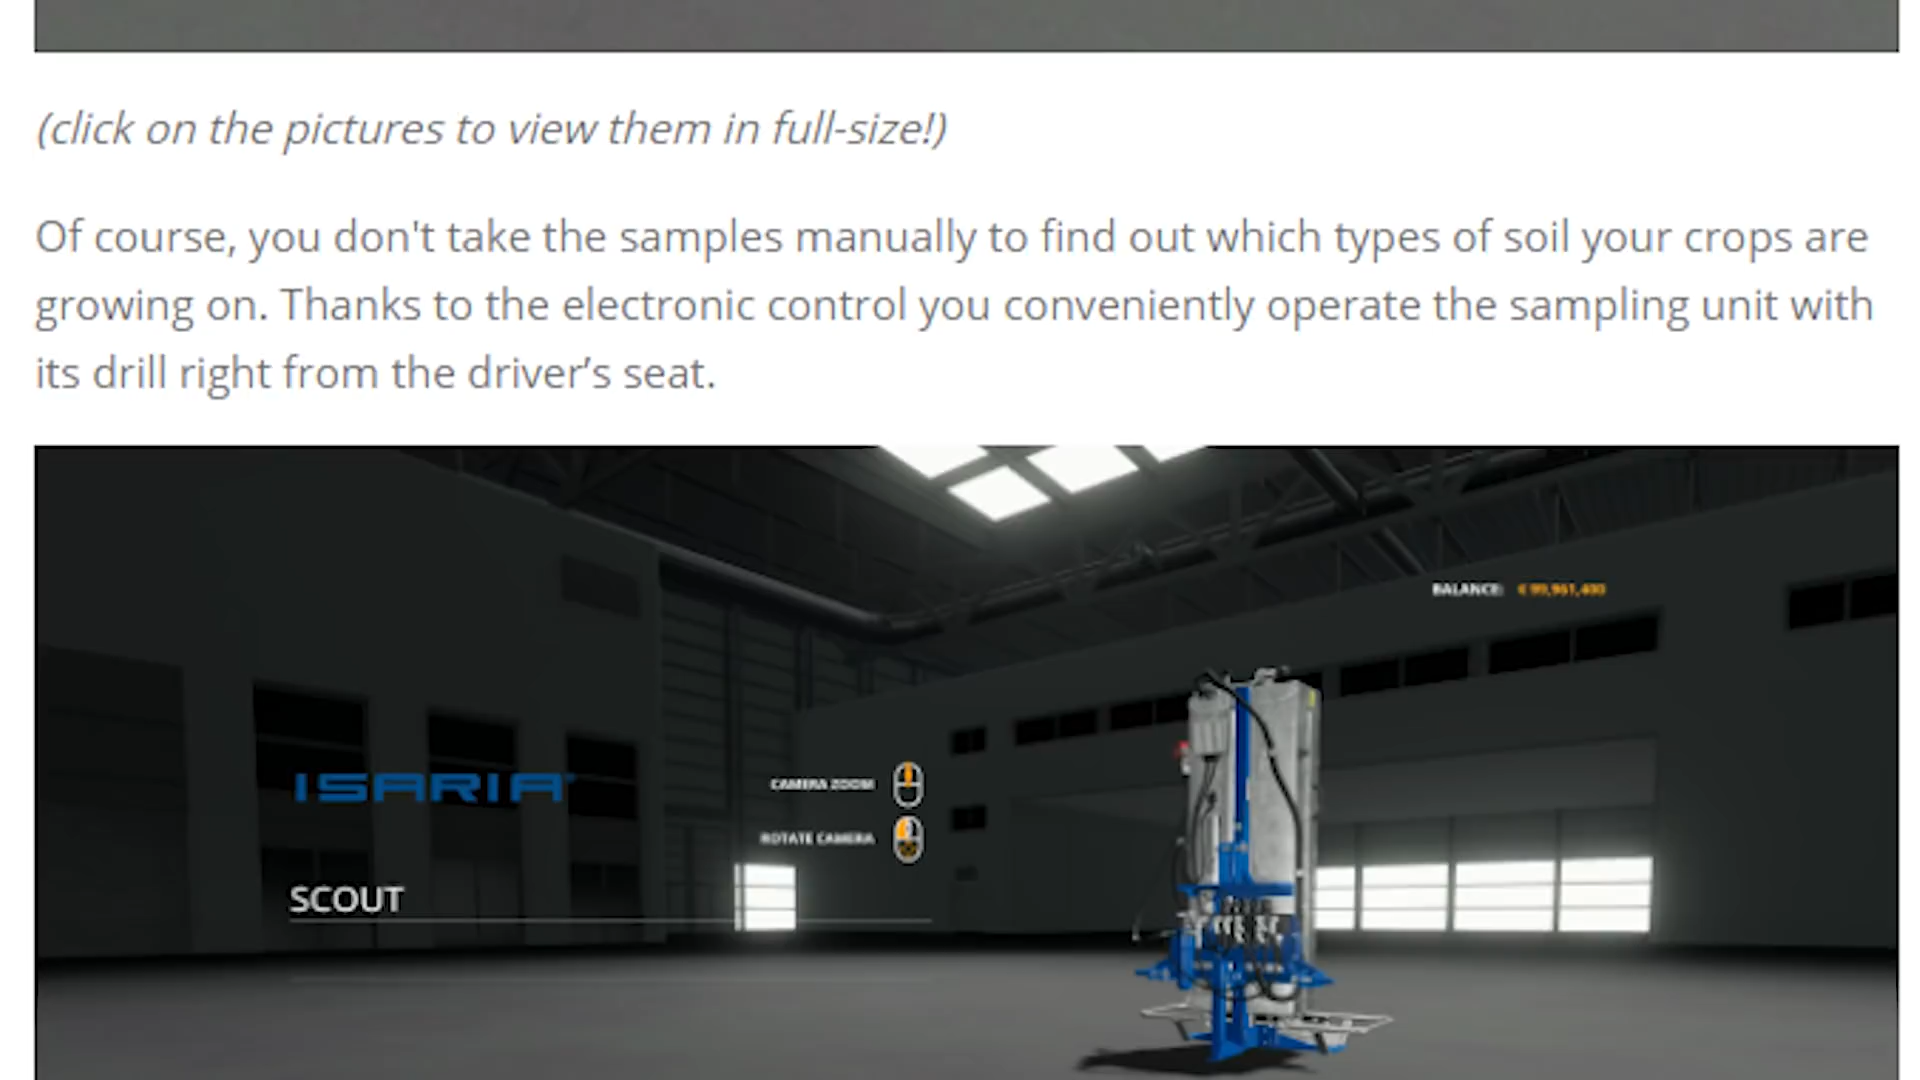 (click on the pictures to view them in full-size!)
Of course, you don't take the samples manually to find out which types of soil your crops are
growing on. Thanks to the electronic control you conveniently operate the sampling unit with
its drill right from the driver’s seat.
BALANCE:
ISARIA
CAMERA ZOOM
ROTATE CAMERA
SCOUT